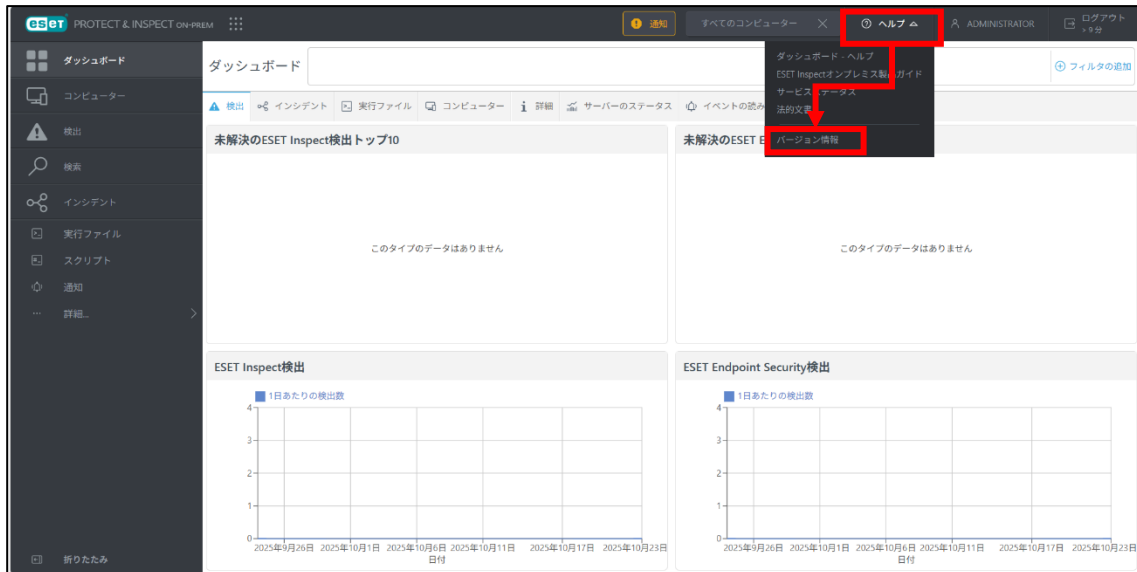 eset PROTECT & INSPECT ON-PREM
通知
すべてのコンピューター
ヘルプ
ADMINISTRATOR
ログアウト
>9分
ダッシュボード
コンピューター
検出
検索
インシデント
実行ファイル
スクリプト
通知
詳細...
折りたたみ
ダッシュボード
フィルタの追加
ダッシュボード - ヘルプ
ESET Inspectオンプレミス製品ガイド
サービスステータス
法的文書
バージョン情報
検出 インシデント 実行ファイル コンピューター 詳細 サーバーのステータス イベントの読み
未解決のESET Inspect検出トップ10
このタイプのデータはありません
未解決のESET E
このタイプのデータはありません
ESET Inspect検出
1日あたりの検出数
4
3
2
1
0
2025年9月26日 2025年10月1日 2025年10月6日 2025年10月11日 2025年10月17日 2025年10月23日
日付
ESET Endpoint Security検出
1日あたりの検出数
4
3
2
1
0
2025年9月26日 2025年10月1日 2025年10月6日 2025年10月11日 2025年10月17日 2025年10月23日
日付